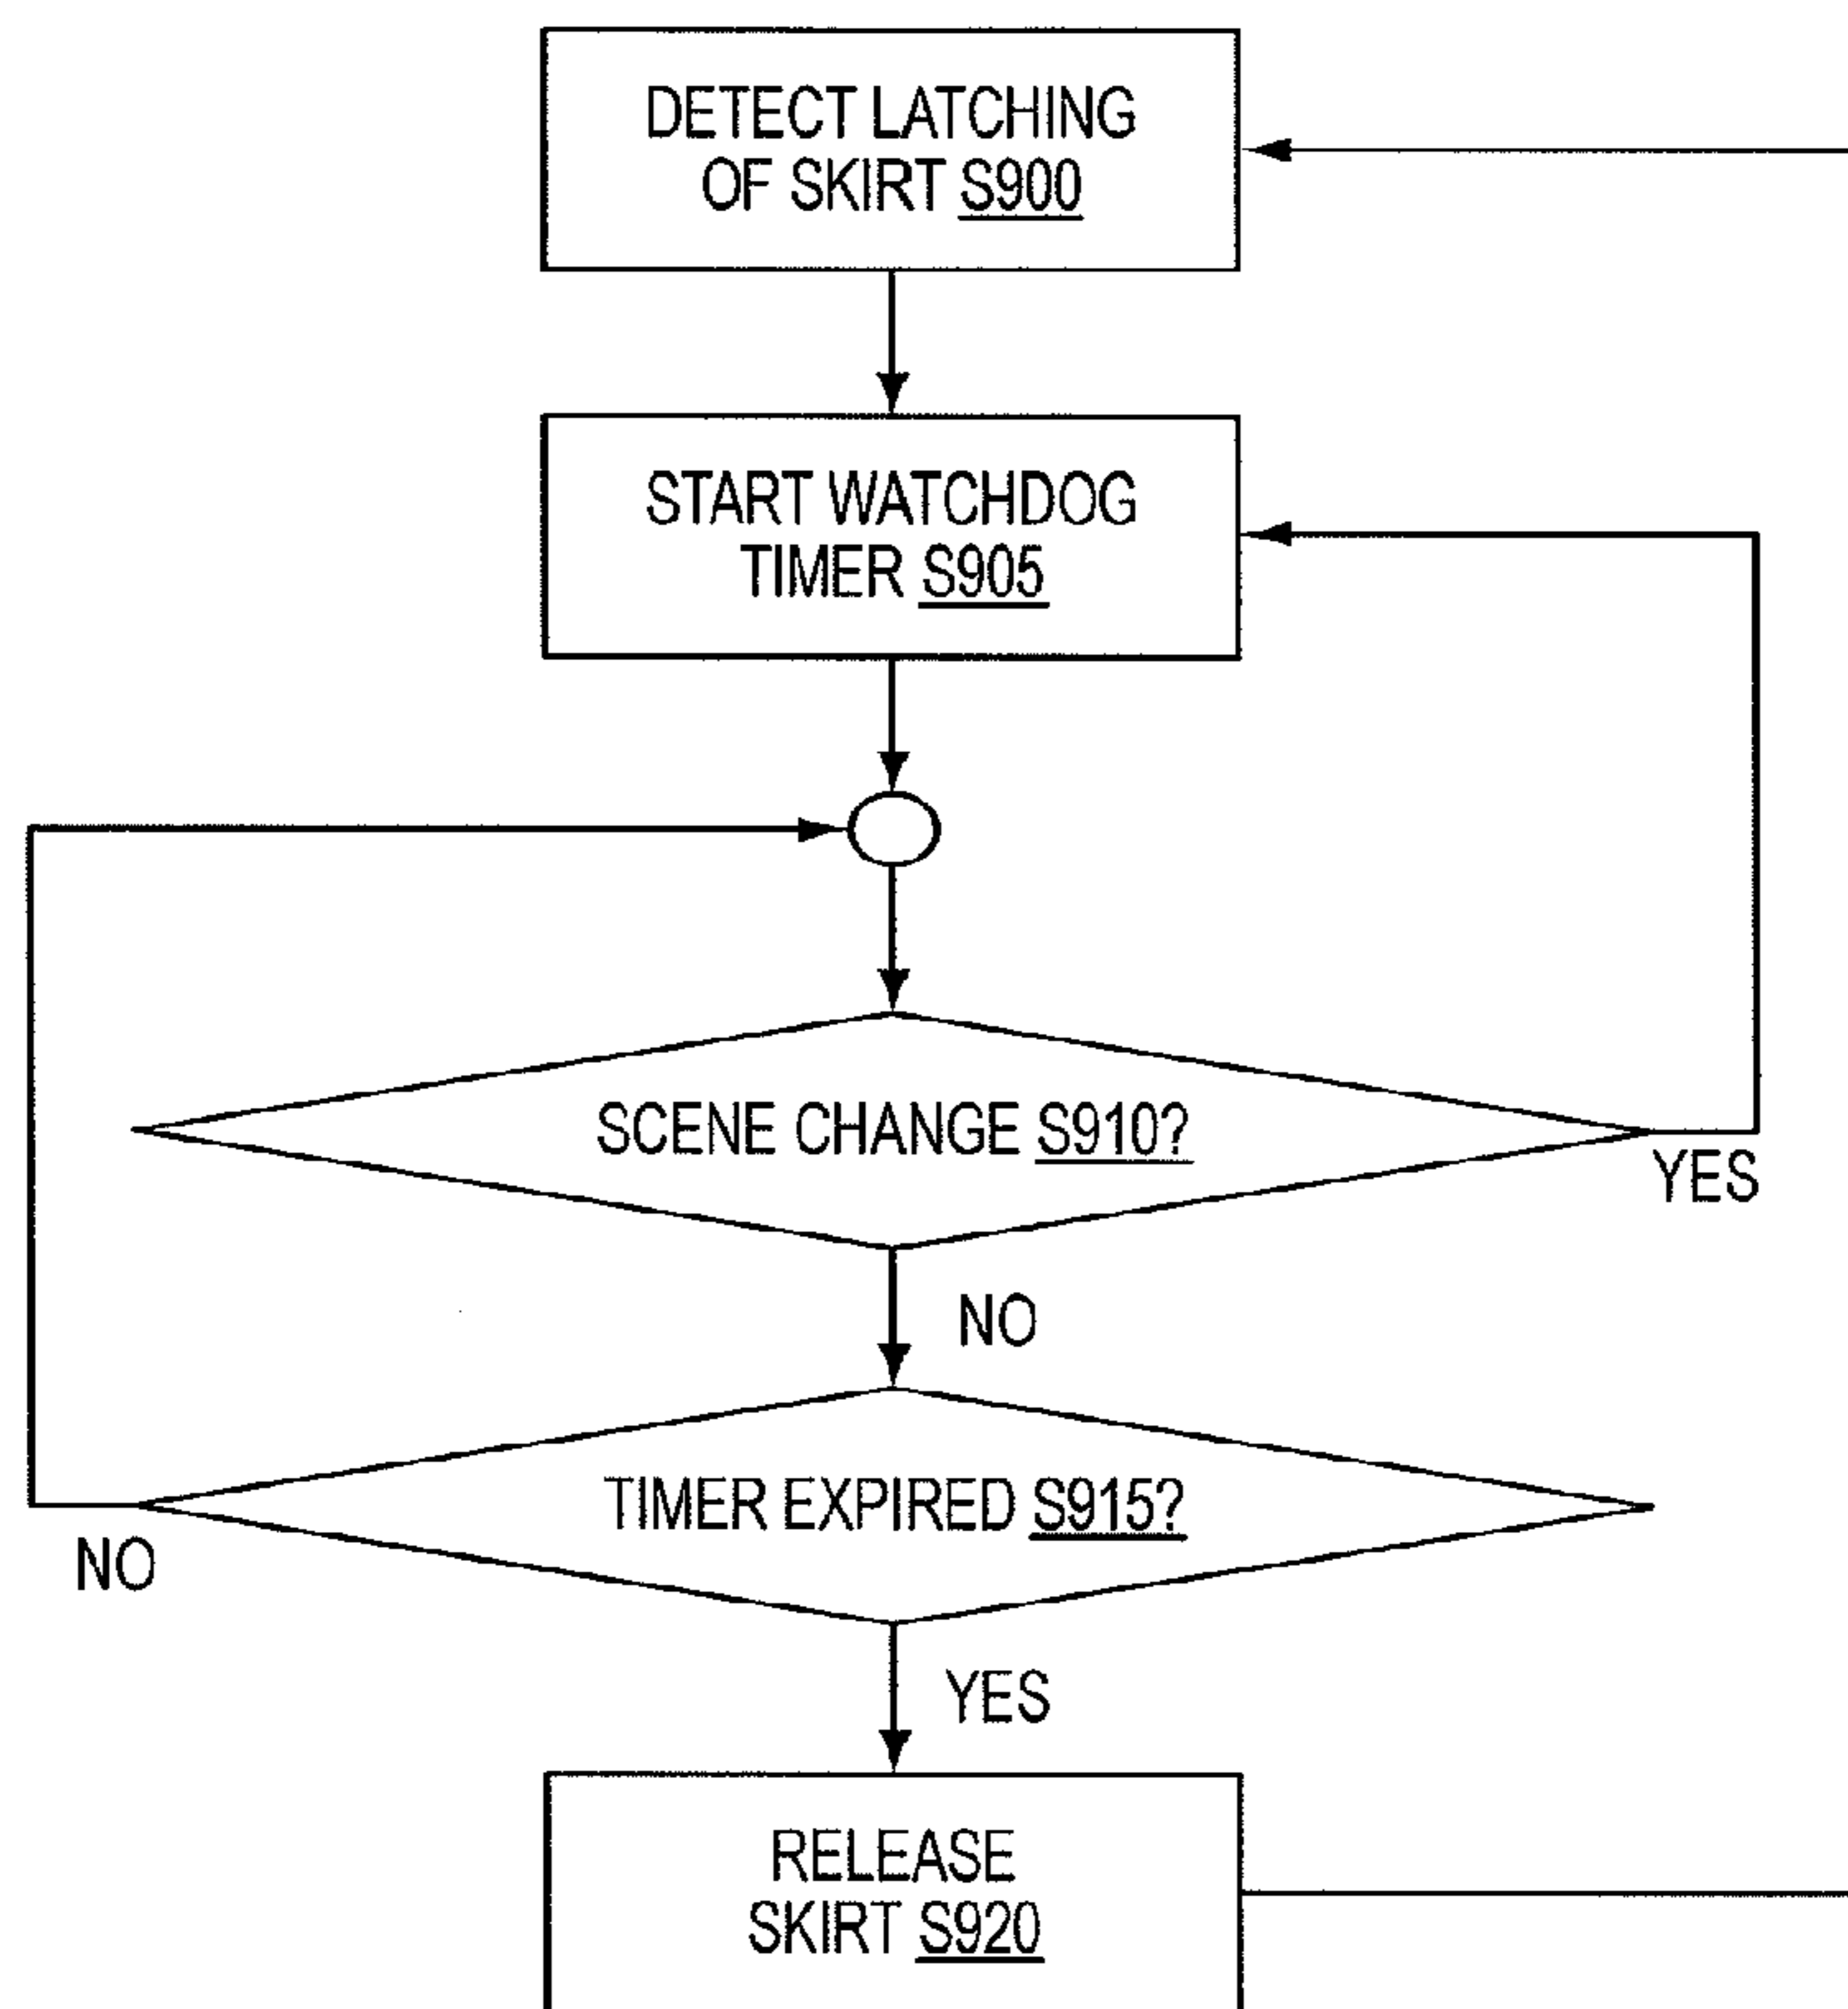 DETECT LATCHING
OF SKIRT S900
START WATCHDOG
TIMER S905
SCENE CHANGE S910?
YES
NO
TIMER EXPIRED S915?
NO
YES
RELEASE
SKIRT S920